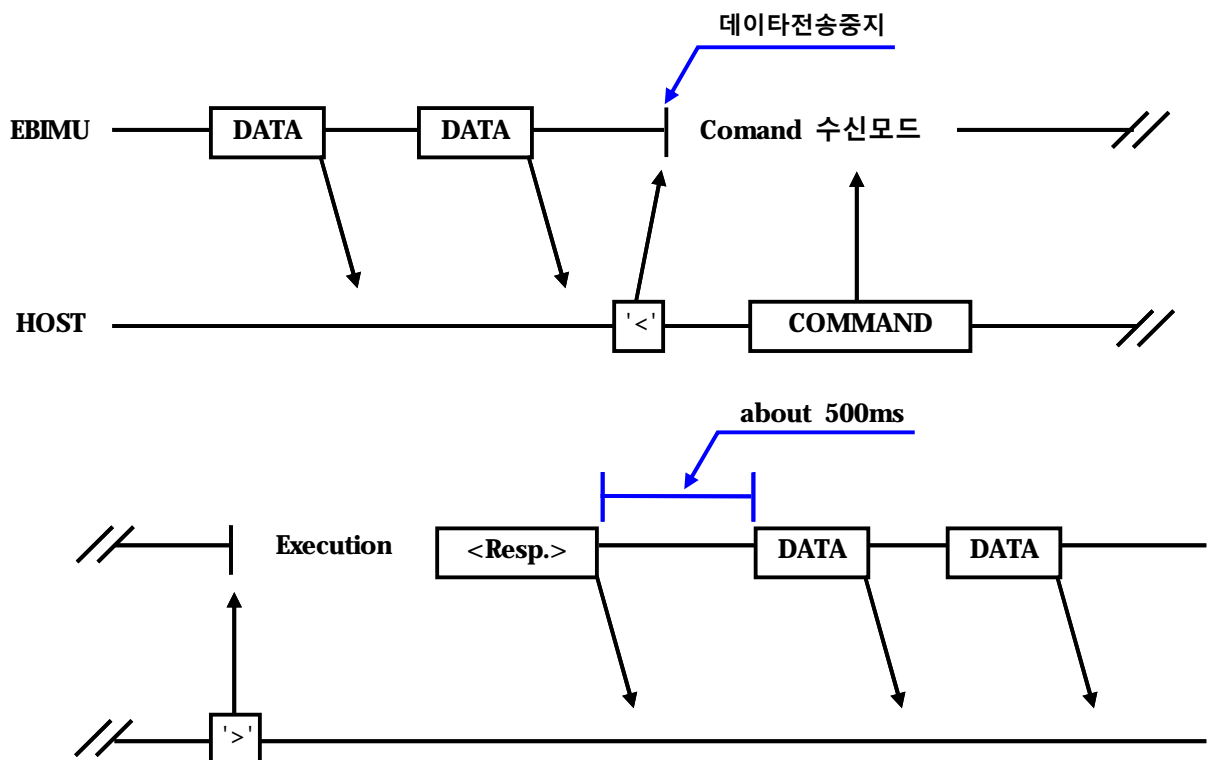 데이타전송중지
EBIMU DATA DATA Comand 수신모드
HOST '<' COMMAND
about 500ms
Execution <Resp.> DATA DATA
'>'